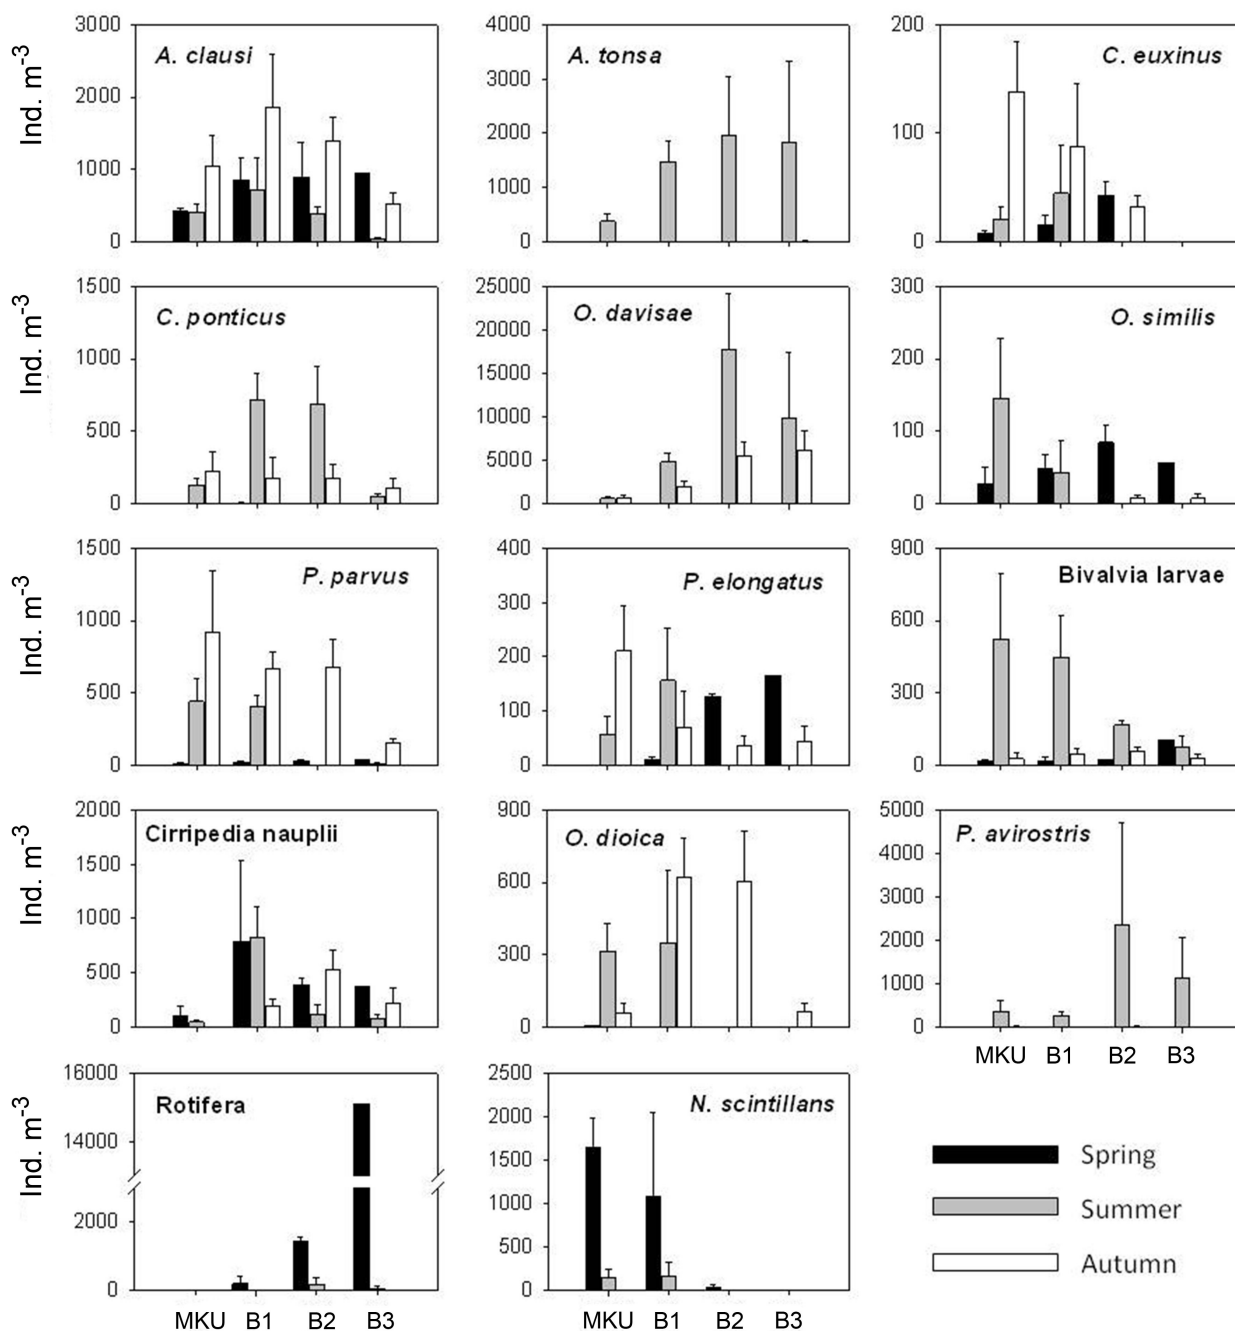 Ind. m-3
3000
2000
1000
0
A. clausi
4000
3000
2000
1000
0
A. tonsa
200
100
0
C. euxinus
Ind. m-3
1500
1000
500
0
C. ponticus
25000
20000
15000
10000
5000
0
O. davisae
300
200
100
0
O. similis
Ind. m-3
1500
1000
500
0
P. parvus
400
300
200
100
0
P. elongatus
900
600
300
0
Bivalvia larvae
Ind. m-3
2000
1500
1000
500
0
Cirripedia nauplii
900
600
300
0
O. dioica
5000
4000
3000
2000
1000
0
P. avirostris
MKU B1 B2 B3
Ind. m-3
16000
14000
2000
0
Rotifera
MKU B1 B2 B3
2500
2000
1500
1000
500
0
N. scintillans
MKU B1 B2 B3
Spring
Summer
Autumn